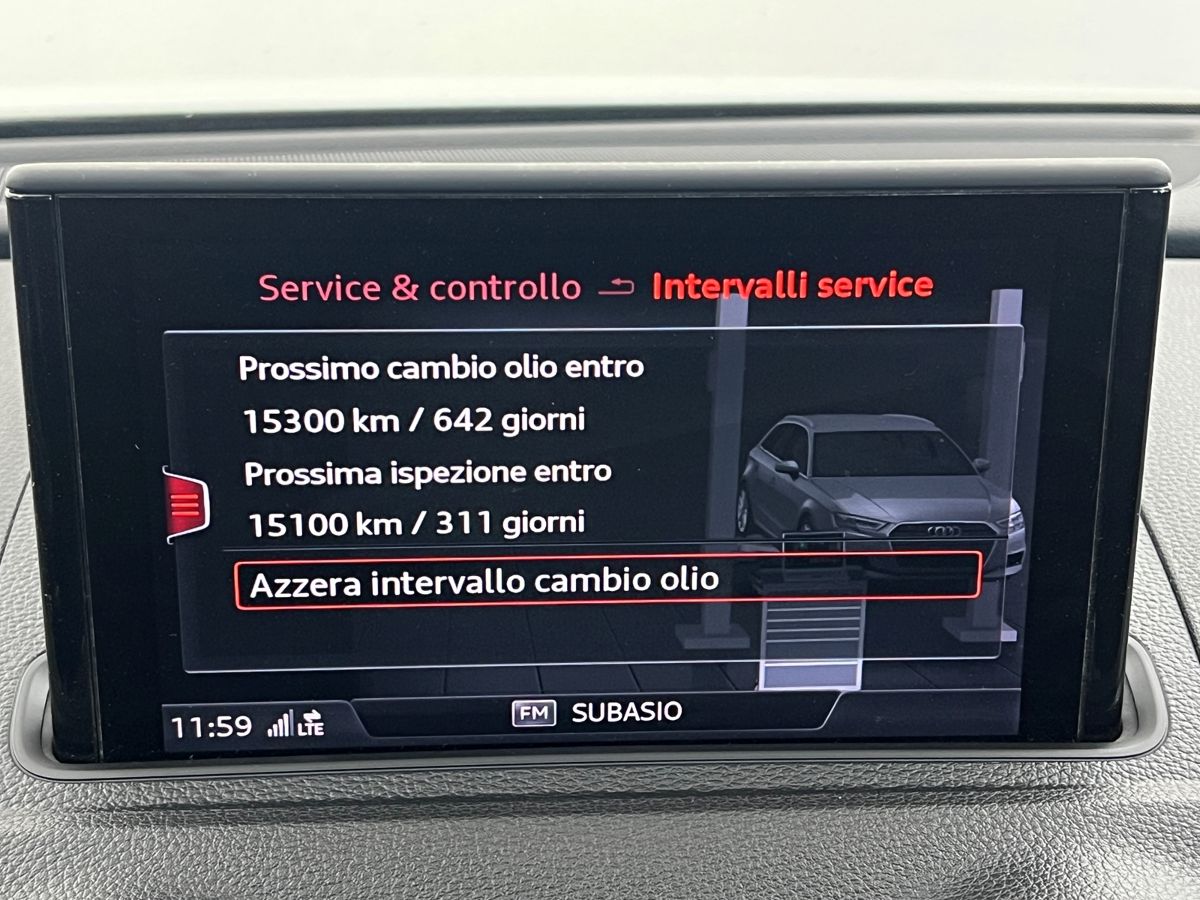 Service & controllo Intervalli service
Prossimo cambio olio entro
15300 km / 642 giorni
Prossima ispezione entro
15100 km / 311 giorni
Azzera intervallo cambio olio
11:59 LTE FM SUBASIO